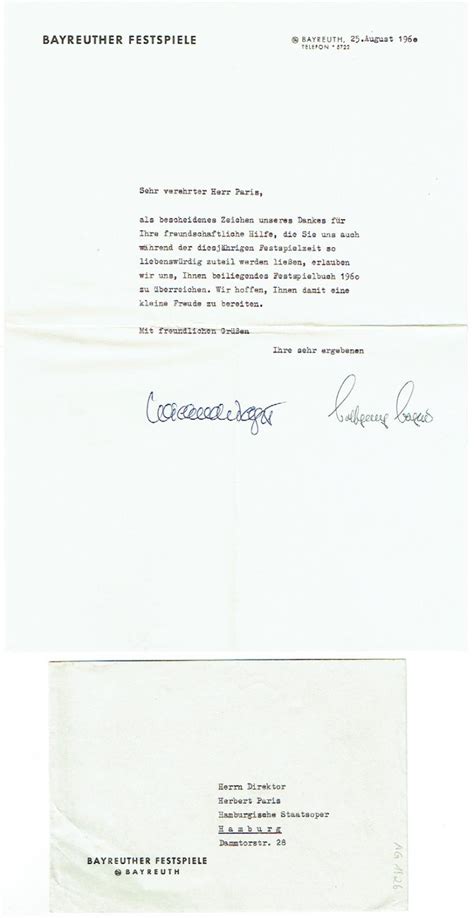 BAYREUTHER FESTSPIELE
BAYREUTH, 25.August 1960
TELEFON * 5722
Sehr verehrter Herr Paris,
als bescheidenes Zeichen unseres Dankes für
Ihre freundschaftliche Hilfe, die Sie uns auch
während der diesjährigen Festspielzeit so
liebenswürdig zuteil werden ließen, erlauben
wir uns, Ihnen beiliegendes Festspielbuch 1960
zu überreichen. Wir hoffen, Ihnen damit eine
kleine Freude zu bereiten.
Mit freundlichen Grüßen
Ihre sehr ergebenen
Wolfgang Wagner
Herrn Direktor
Herbert Paris
Hamburgische Staatsoper
Hamburg
Dammtorstr. 28
BAYREUTHER FESTSPIELE
BAYREUTH